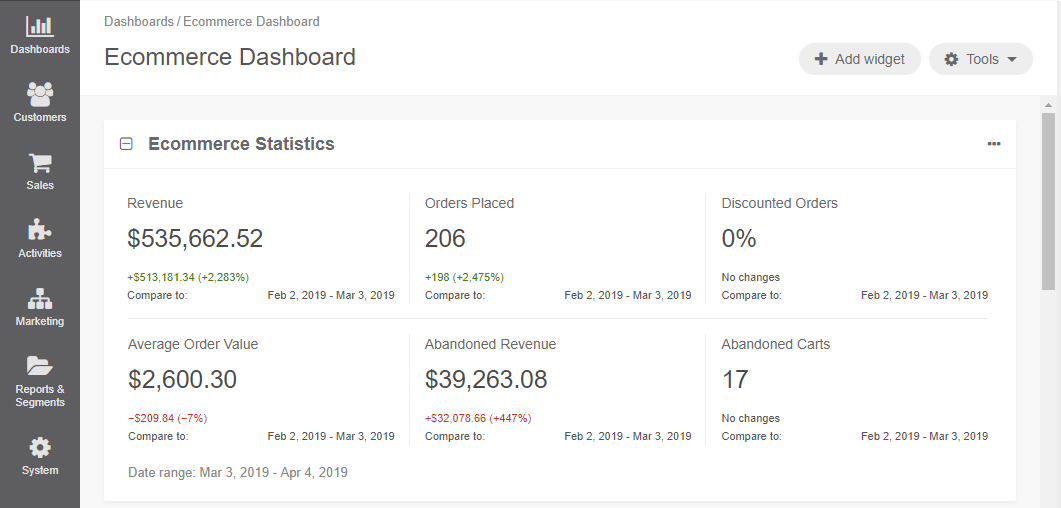 Dashboards
Customers
Sales
Activities
Marketing
Reports &
Segments
System
Dashboards / Ecommerce Dashboard
Ecommerce Dashboard
Add widget
Tools
Ecommerce Statistics
Revenue
$535,662.52
+$513,181.34 (+2,283%)
Compare to: Feb 2, 2019 - Mar 3, 2019
Orders Placed
206
+198 (+2,475%)
Compare to: Feb 2, 2019 - Mar 3, 2019
Discounted Orders
0%
No changes
Compare to: Feb 2, 2019 - Mar 3, 2019
Average Order Value
$2,600.30
−$209.84 (−7%)
Compare to: Feb 2, 2019 - Mar 3, 2019
Abandoned Revenue
$39,263.08
+$32,078.66 (+447%)
Compare to: Feb 2, 2019 - Mar 3, 2019
Abandoned Carts
17
No changes
Compare to: Feb 2, 2019 - Mar 3, 2019
Date range: Mar 3, 2019 - Apr 4, 2019